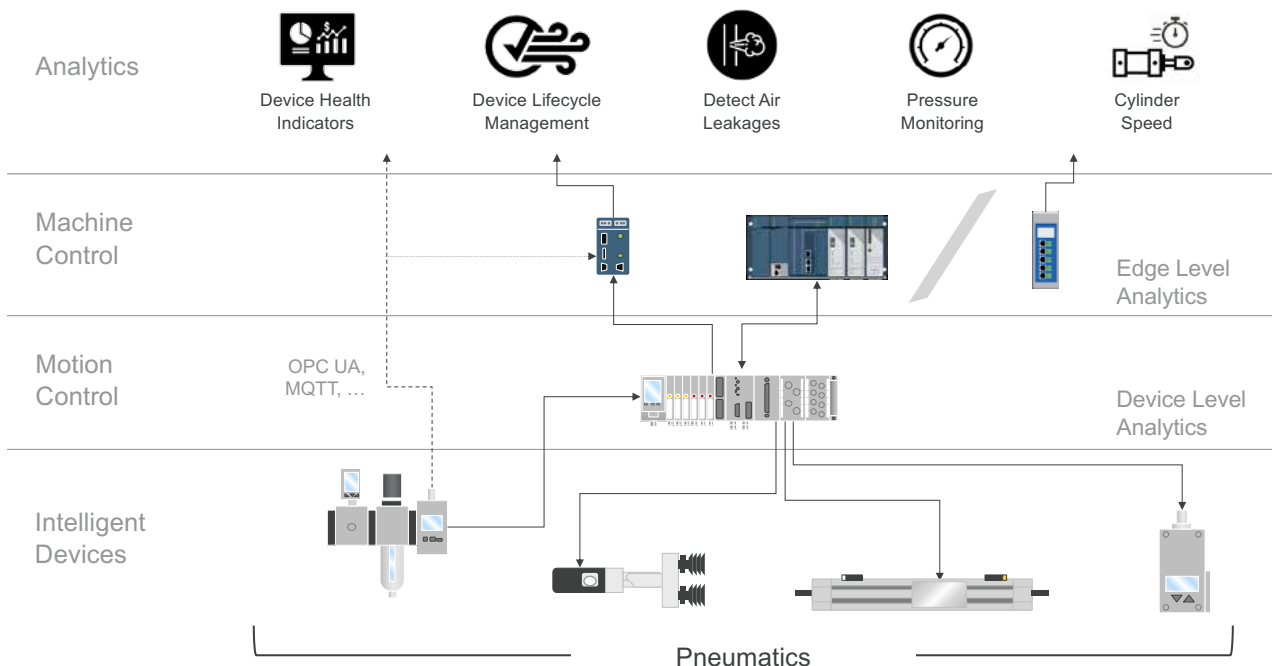 Analytics
Device Health
Indicators
Device Lifecycle
Management
Detect Air
Leakages
Pressure
Monitoring
Cylinder
Speed
Machine
Control
Edge Level
Analytics
Motion
Control
OPC UA,
MQTT, …
Device Level
Analytics
Intelligent
Devices
Pneumatics